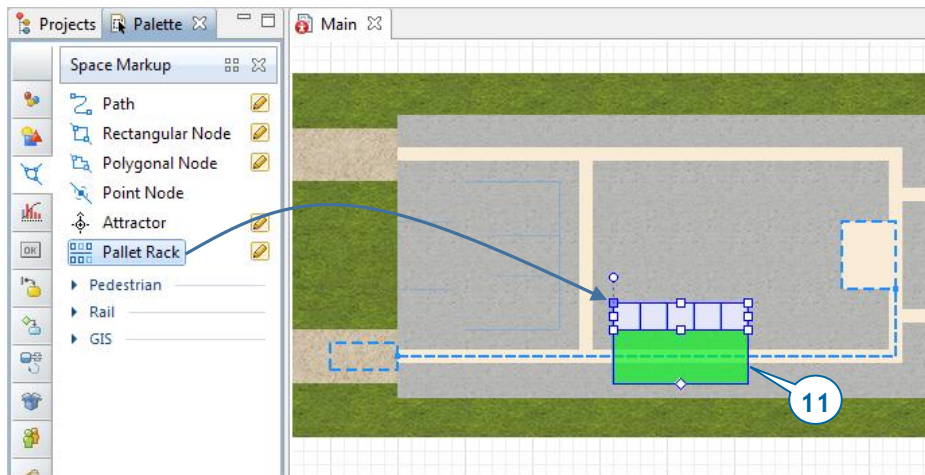 Projects
Palette
Main
Space Markup
Path
Rectangular Node
Polygonal Node
Point Node
Attractor
OK
Pallet Rack
Pedestrian
Rail
GIS
11